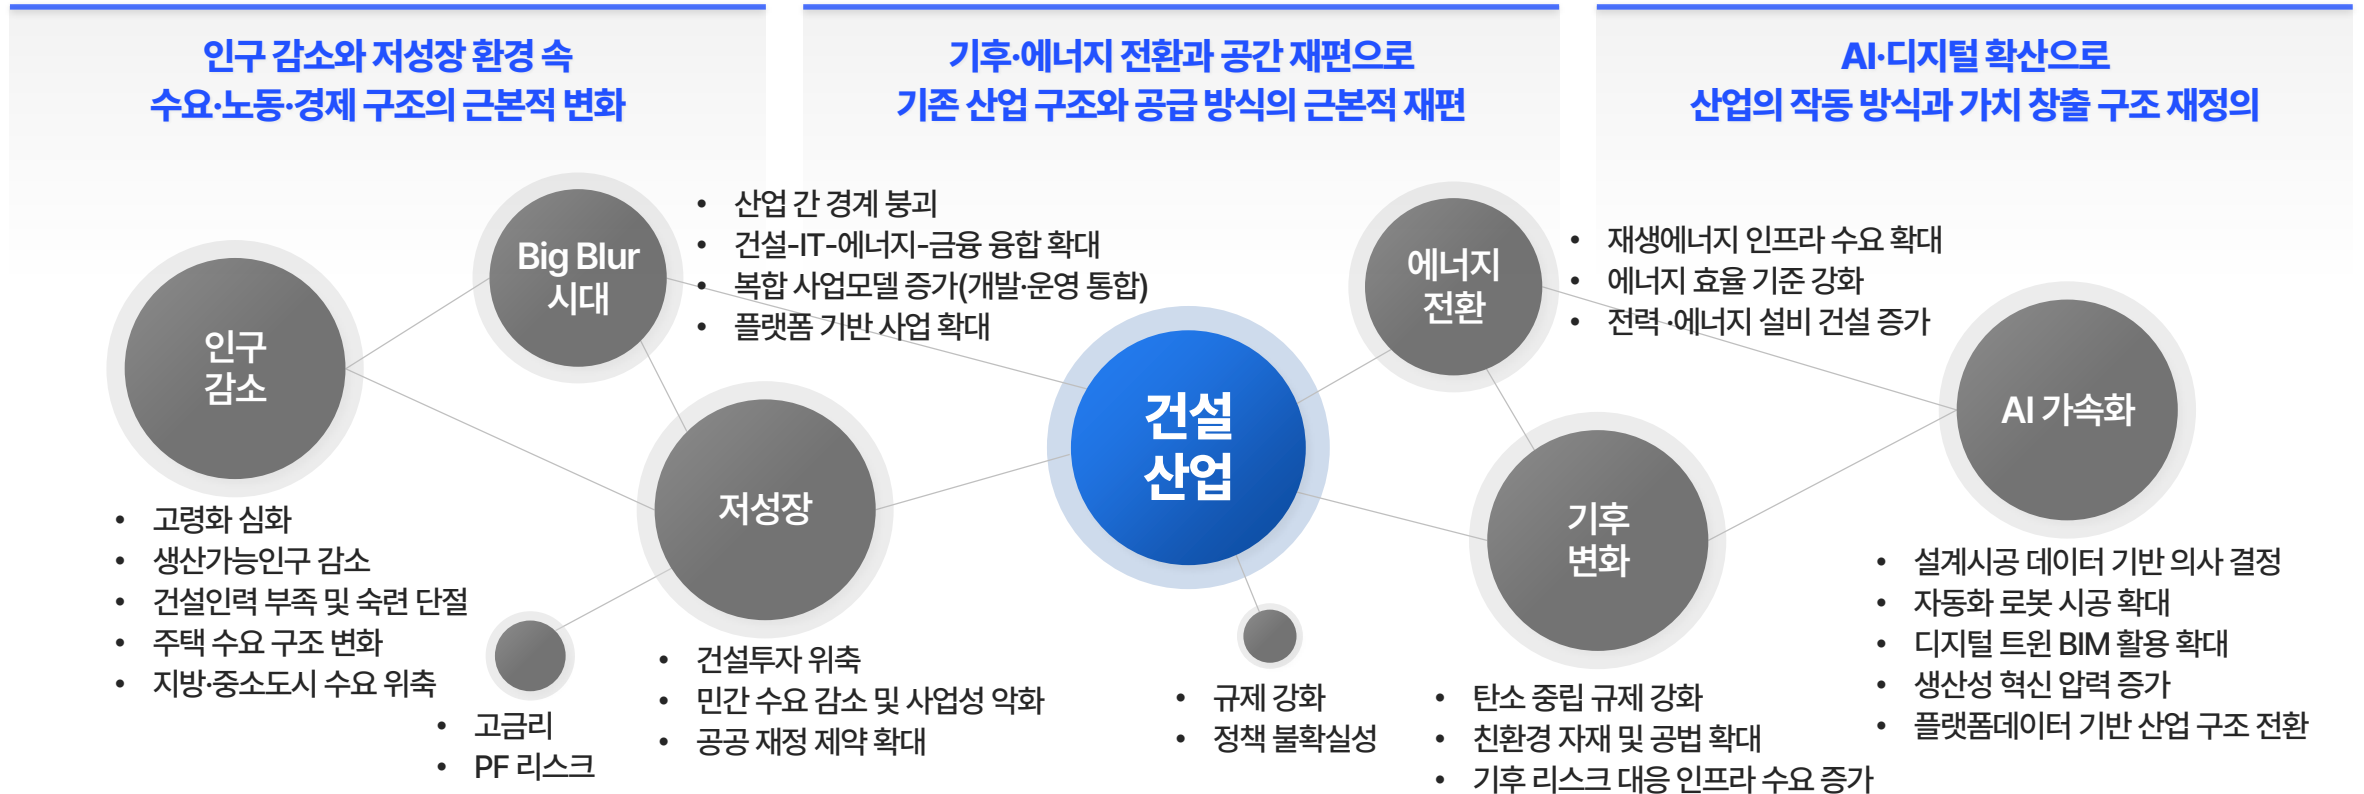 인구 감소와 저성장 환경 속
수요·노동·경제 구조의 근본적 변화
기후·에너지 전환과 공간 재편으로
기존 산업 구조와 공급 방식의 근본적 재편
AI·디지털 확산으로
산업의 작동 방식과 가치 창출 구조 재정의
인구
감소
• 고령화 심화
• 생산가능인구 감소
• 건설인력 부족 및 숙련 단절
• 주택 수요 구조 변화
• 지방·중소도시 수요 위축
Big Blur
시대
• 산업 간 경계 붕괴
• 건설-IT-에너지-금융 융합 확대
• 복합 사업모델 증가(개발·운영 통합)
• 플랫폼 기반 사업 확대
• 고금리
• PF 리스크
저성장
• 건설투자 위축
• 민간 수요 감소 및 사업성 악화
• 공공 재정 제약 확대
건설
산업
• 규제 강화
• 정책 불확실성
에너지
전환
• 재생에너지 인프라 수요 확대
• 에너지 효율 기준 강화
• 전력 ·에너지 설비 건설 증가
기후
변화
• 탄소 중립 규제 강화
• 친환경 자재 및 공법 확대
• 기후 리스크 대응 인프라 수요 증가
AI 가속화
• 설계시공 데이터 기반 의사 결정
• 자동화 로봇 시공 확대
• 디지털 트윈 BIM 활용 확대
• 생산성 혁신 압력 증가
• 플랫폼데이터 기반 산업 구조 전환